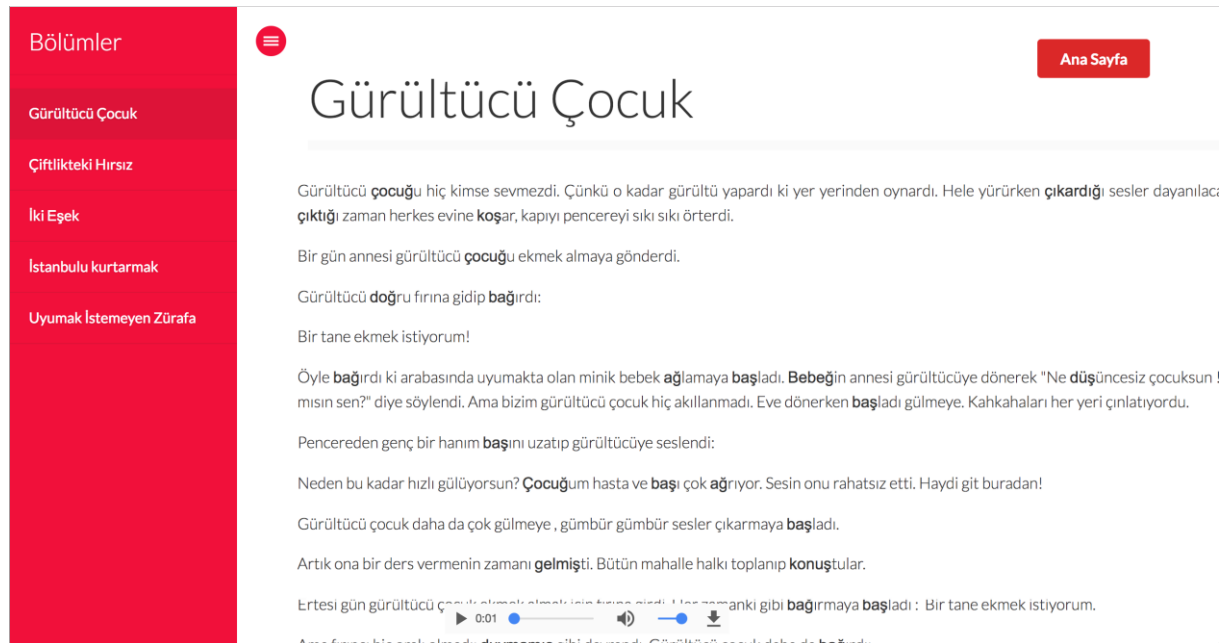 Bölümler
Ana Sayfa
Gürültücü Çocuk
Gürültücü Çocuk
Çiftlikteki Hırsız
İki Eşek
İstanbulu kurtarmak
Uyumak İstemeyen Zürafa
Gürültücü çocuğu hiç kimse sevmezdi. Çünkü o kadar gürültü yapardı ki yer yerinden oynardı. Hele yürürken çıkardığı sesler
çıktığı zaman herkes evine koşar, kapıyı pencereyi sıkı sıkı örterdi.
Bir gün annesi gürültücü çocuğu ekmek almaya gönderdi.
Gürültücü doğru fırına gidip bağırdı:
Bir tane ekmek istiyorum!
Öyle bağırdı ki arabasında uyumakta olan minik bebek ağlamaya başladı. Bebeğin annesi gürültücüye dönerek "Ne düşüncesiz çocuksun !
mısın sen?" diye söylendi. Ama bizim gürültücü çocuk hiç akıllanmadı. Eve dönerken başladı gülmeye. Kahkahaları her yeri çınlatıyordu.
Pencereden genç bir hanım başını uzatıp gürültücüye seslendi:
Neden bu kadar hızlı gülüyorsun? Çocuğum hasta ve başı çok ağrıyor. Sesin onu rahatsız etti. Haydi git buradan!
Gürültücü çocuk daha da çok gülmeye , gümbür gümbür sesler çıkarmaya başladı.
Artık ona bir ders vermenin zamanı gelmişti. Bütün mahalle halkı toplanıp konuştular.
Ertesi gün gürültücü çocuk ekmek almak için fırına girdi. Her zamanki gibi bağırmaya başladı : Bir tane ekmek istiyorum.
0:01